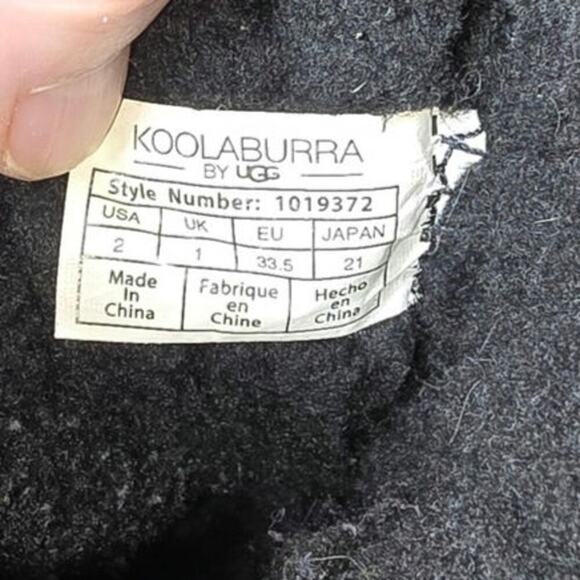 KOOLABURRA
BY UGG
Style Number: 1019372
USA UK EU JAPAN
2 1 33.5 21
Made Fabrique Hecho
In en en
China Chine China